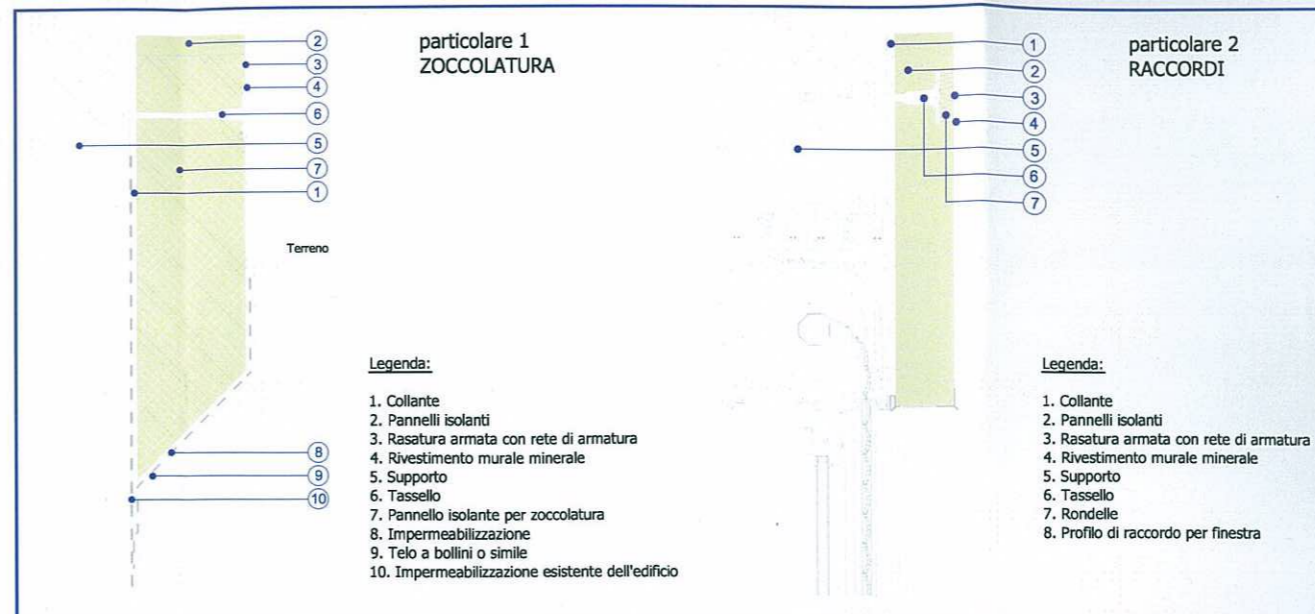 particolare 1
ZOCCOLATURA
2
3
4
6
5
7
1
Terreno
8
9
10
Legenda:
1. Collante
2. Pannelli isolanti
3. Rasatura armata con rete di armatura
4. Rivestimento murale minerale
5. Supporto
6. Tassello
7. Pannello isolante per zoccolatura
8. Impermeabilizzazione
9. Telo a bollini o simile
10. Impermeabilizzazione esistente dell'edificio
particolare 2
RACCORDI
1
2
3
4
5
6
7
Legenda:
1. Collante
2. Pannelli isolanti
3. Rasatura armata con rete di armatura
4. Rivestimento murale minerale
5. Supporto
6. Tassello
7. Rondelle
8. Profilo di raccordo per finestra